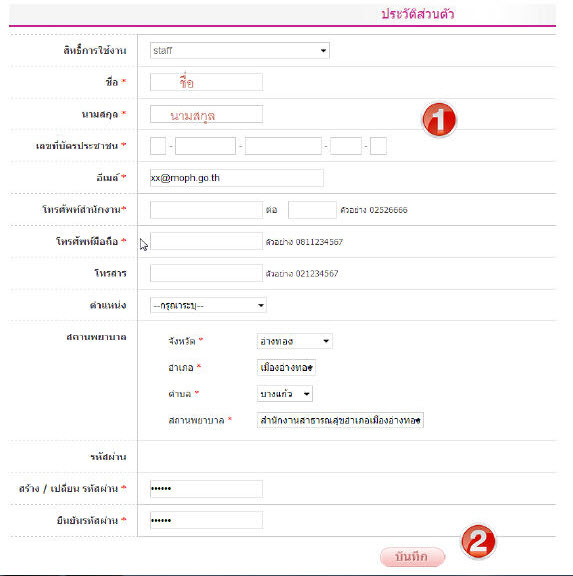 ประวัติส่วนตัว
สิทธิ์การใช้งาน staff
ชื่อ * ชื่อ
นามสกุล * นามสกุล
1
เลขที่บัตรประชาชน * - - - -
อีเมล์ * xx@moph.go.th
โทรศัพท์สำนักงาน* ต่อ ตัวอย่าง 02526666
โทรศัพท์มือถือ * ตัวอย่าง 0811234567
โทรสาร ตัวอย่าง 021234567
ตำแหน่ง --กรุณาระบุ--
สถานพยาบาล
จังหวัด * อ่างทอง
อำเภอ * เมืองอ่างทอง
ตำบล * บางแก้ว
สถานพยาบาล * สำนักงานสาธารณสุขอำเภอเมืองอ่างทอง
รหัสผ่าน
สร้าง / เปลี่ยน รหัสผ่าน * ••••••
ยืนยันรหัสผ่าน * ••••••
บันทึก 2